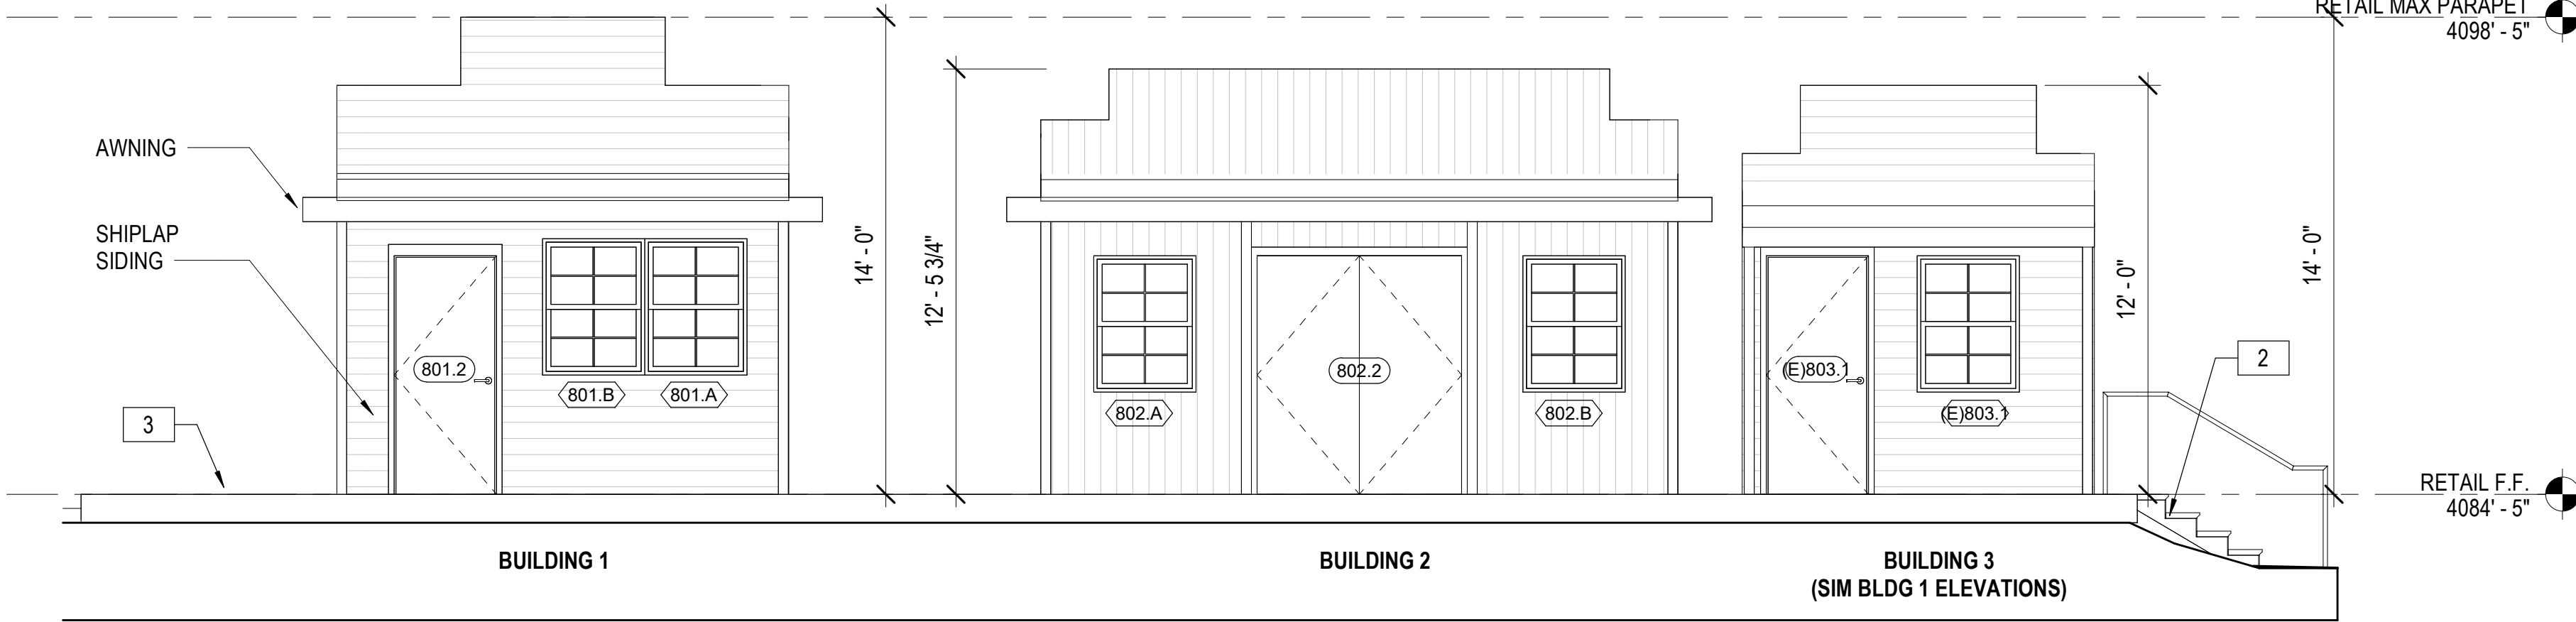 RETAIL MAX PARAPET
4098' - 5"
AWNING
SHIPLAP
SIDING
14' - 0"
12' - 5 3/4"
12' - 0"
14' - 0"
801.2
801.B
801.A
802.A
802.2
802.B
(E)803.1
(E)803.1
2
3
RETAIL F.F.
4084' - 5"
BUILDING 1
BUILDING 2
BUILDING 3
(SIM BLDG 1 ELEVATIONS)